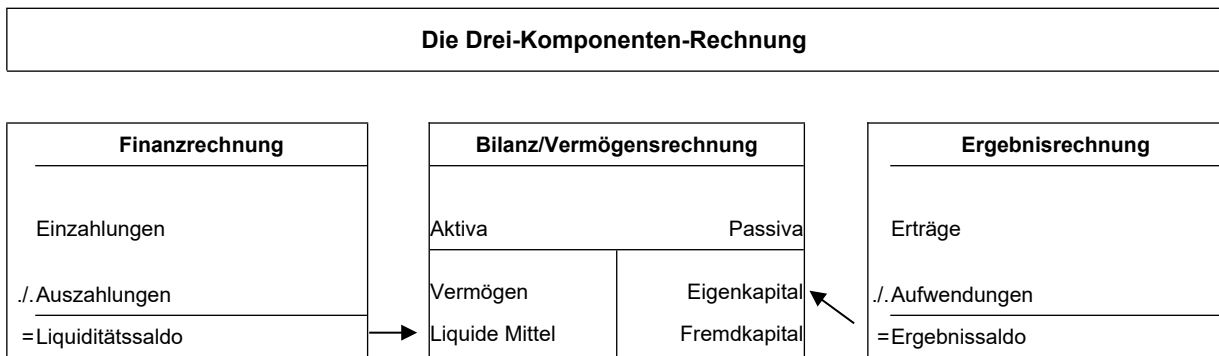 Die Drei-Komponenten-Rechnung
Finanzrechnung
Einzahlungen
./.Auszahlungen
=Liquiditätssaldo
Bilanz/Vermögensrechnung
Aktiva Passiva
Vermögen Eigenkapital
Liquide Mittel Fremdkapital
Ergebnisrechnung
Erträge
./.Aufwendungen
=Ergebnissaldo